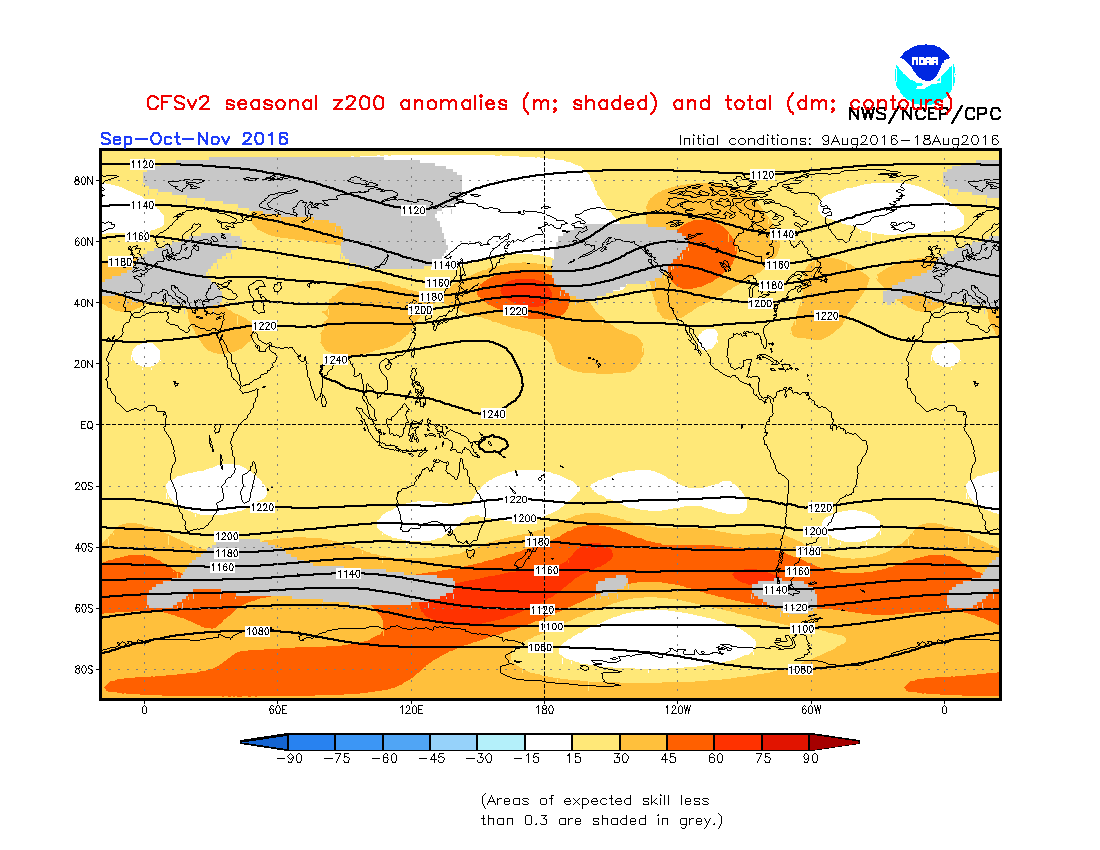 NOAA
CFSv2 seasonal z200 anomalies (m; shaded) and total (dm; contours)
NWS/NCEP/CPC
Sep-Oct-Nov 2016
Initial conditions: 9Aug2016-18Aug2016
80N
60N
40N
20N
EQ
20S
40S
60S
80S
1120
1120
1120
1140
1140
1160
1180
1140
1160
1160
1180
1180
1200
1200
1220
1220
1220
1240
1240
1220
1220
1220
1200
1200
1200
1180
1180
1180
1160
1160
1160
1140
1140
1120
1120
1100
1100
1080
1080
1080
0 60E 120E 180 120W 60W 0
-90 -75 -60 -45 -30 -15 15 30 45 60 75 90
(Areas of expected skill less
than 0.3 are shaded in grey.)